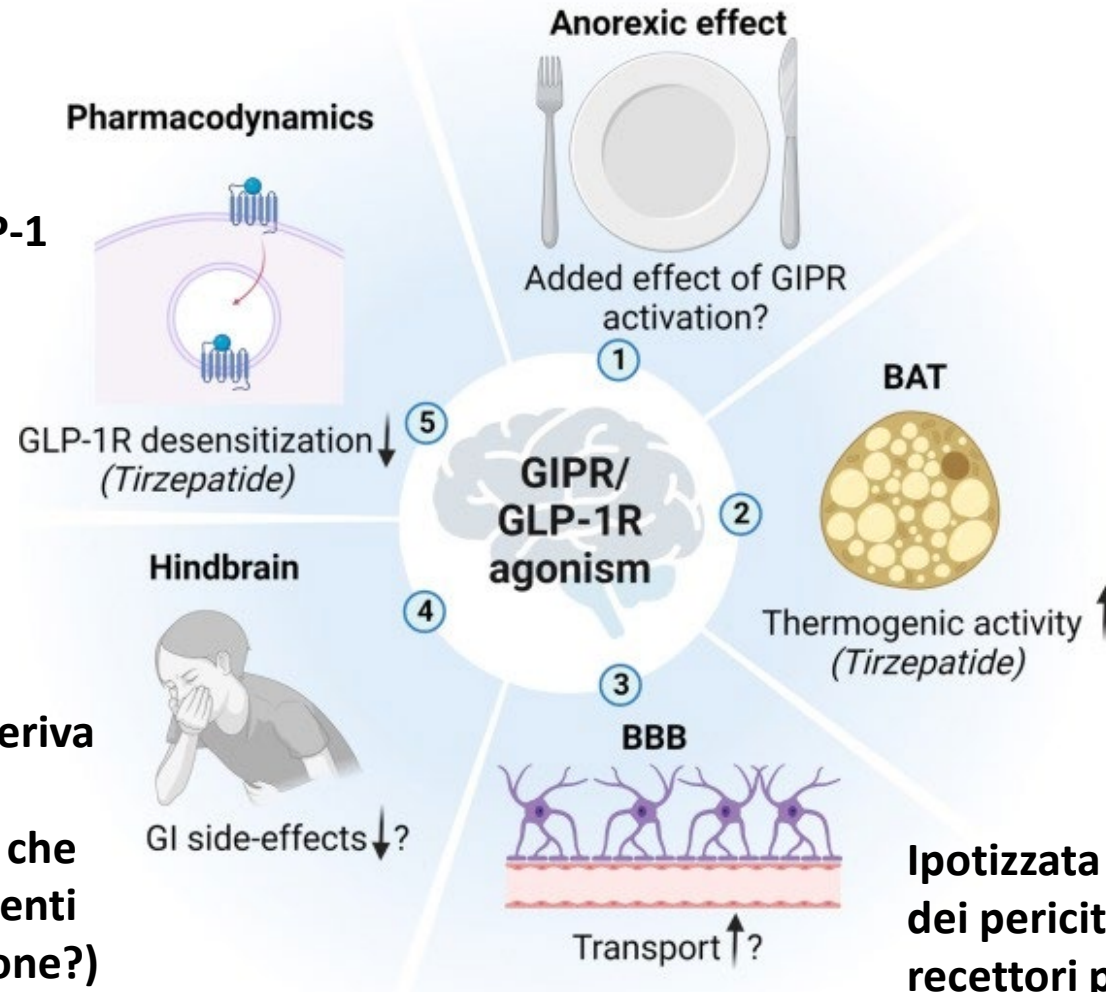 Anorexic effect
Added effect of GIPR
activation?
1
BAT
Thermogenic activity
(Tirzepatide)
2
3
BBB
Transport ?
Hindbrain
GI side-effects ?
4
Pharmacodynamics
GLP-1R desensitization
(Tirzepatide)
5
GIPR/
GLP-1R
agonism
P-1
eriva
che
enti
one?)
Ipotizzata
dei pericit
recettori p